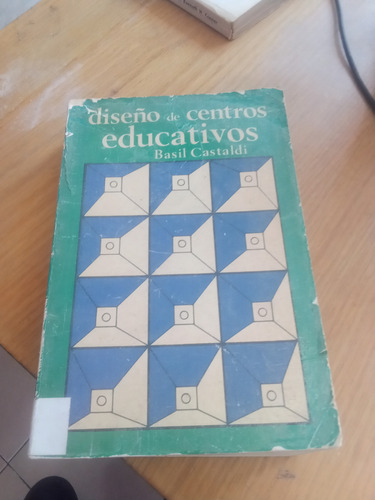 diseño de centros
educativos
Basil Castaldi